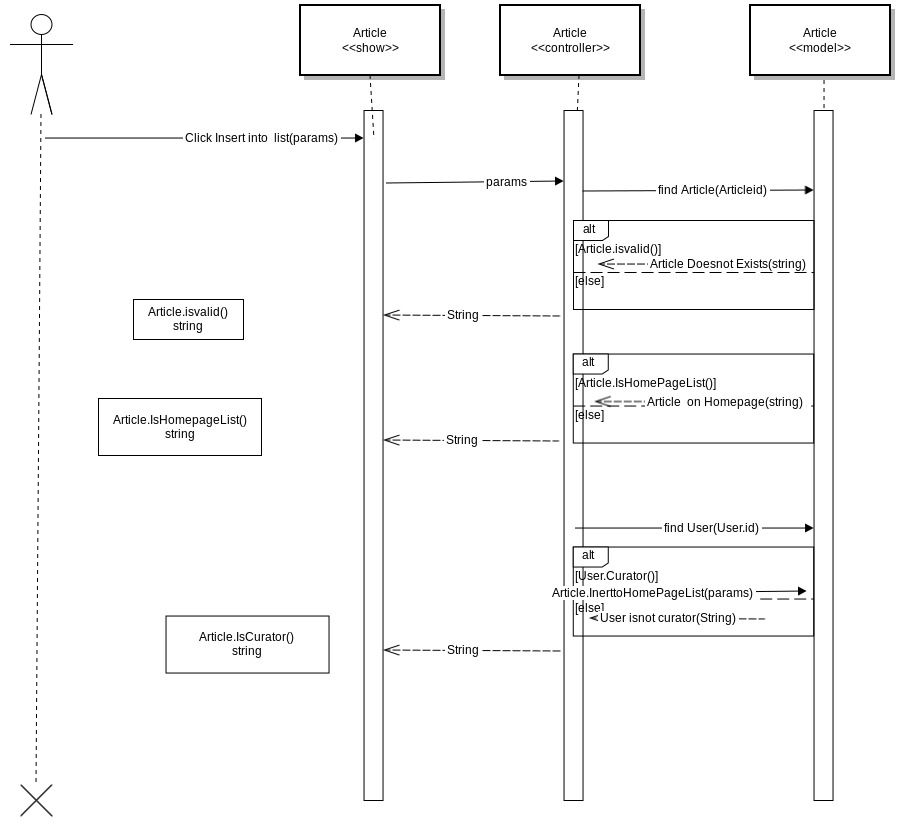 Article
<<show>>
Article
<<controller>>
Article
<<model>>
Click Insert into  list(params)
params
find Article(Articleid)
alt
[Article.isvalid()]
Article Doesnot Exists(string)
[else]
Article.isvalid()
string
String
alt
[Article.IsHomePageList()]
Article  on Homepage(string)
[else]
Article.IsHomepageList()
string
String
find User(User.id)
alt
[User.Curator()]
Article.InerttoHomePageList(params)
[else]
User isnot curator(String)
Article.IsCurator()
string
String